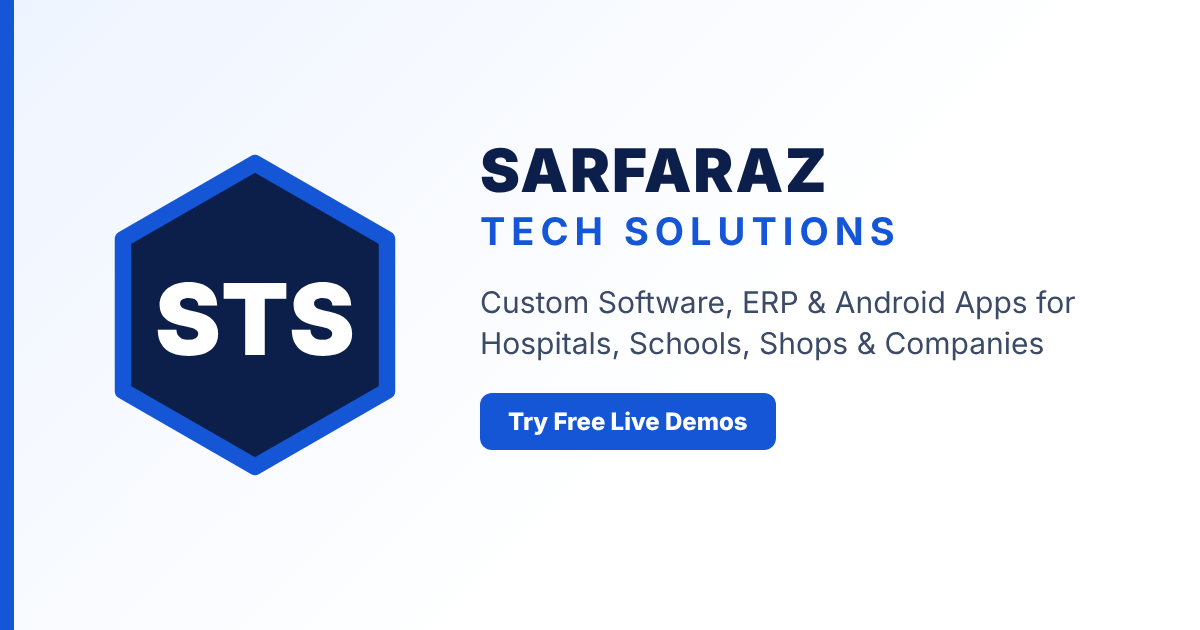 STS
SARFARAZ
TECH SOLUTIONS
Custom Software, ERP & Android Apps for
Hospitals, Schools, Shops & Companies
Try Free Live Demos